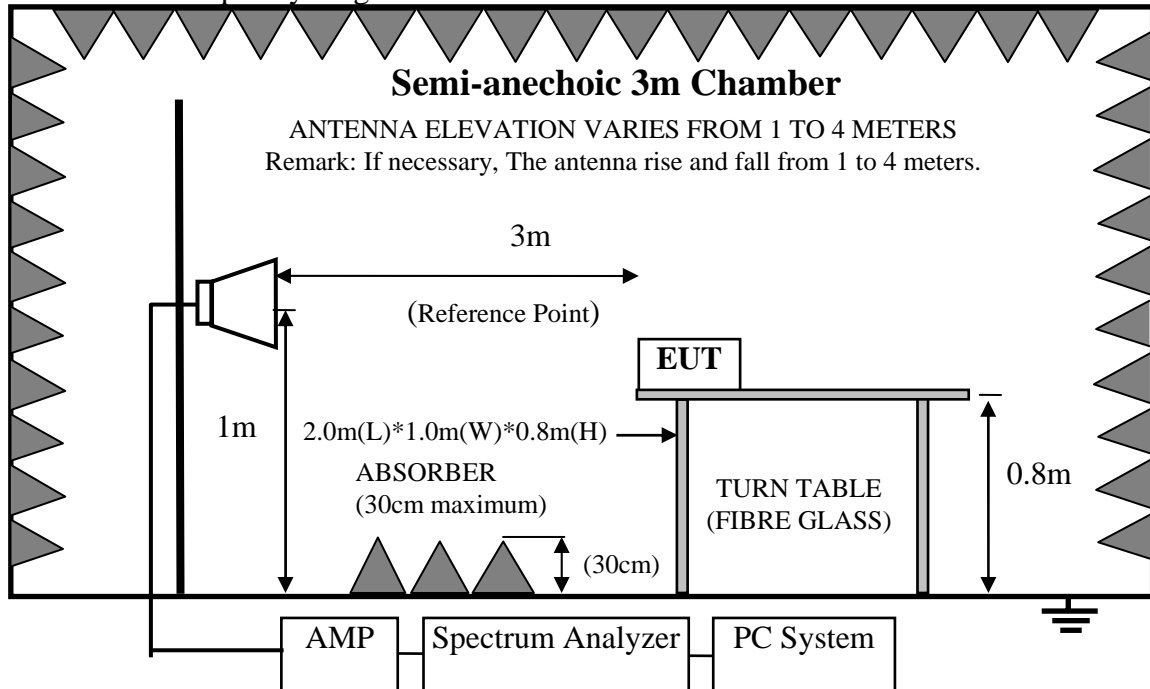 Semi-anechoic 3m Chamber
ANTENNA ELEVATION VARIES FROM 1 TO 4 METERS
Remark: If necessary, The antenna rise and fall from 1 to 4 meters.
3m
(Reference Point)
EUT
1m
2.0m(L)*1.0m(W)*0.8m(H)
ABSORBER
(30cm maximum)
TURN TABLE
(FIBRE GLASS)
0.8m
(30cm)
AMP
Spectrum Analyzer
PC System